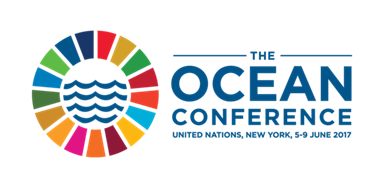 THE
OCEAN
CONFERENCE
UNITED NATIONS, NEW YORK, 5-9 JUNE 2017